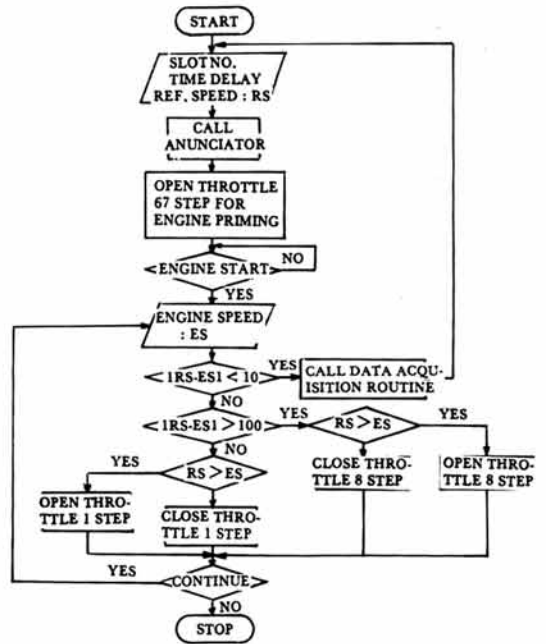 START
SLOT NO.
TIME DELAY
REF. SPEED : RS
CALL
ANUNCIATOR
OPEN THROTTLE
67 STEP FOR
ENGINE PRIMING
NO
ENGINE START
YES
ENGINE SPEED
: ES
1RS-ES1 < 10
YES
CALL DATA ACQU-
ISITION ROUTINE
NO
1RS-ES1 > 100
YES
RS > ES
YES
NO
CLOSE THRO-
TTLE 8 STEP
OPEN THRO-
TTLE 8 STEP
YES
RS > ES
OPEN THRO-
TTLE 1 STEP
CLOSE THRO-
TTLE 1 STEP
YES
CONTINUE
NO
STOP